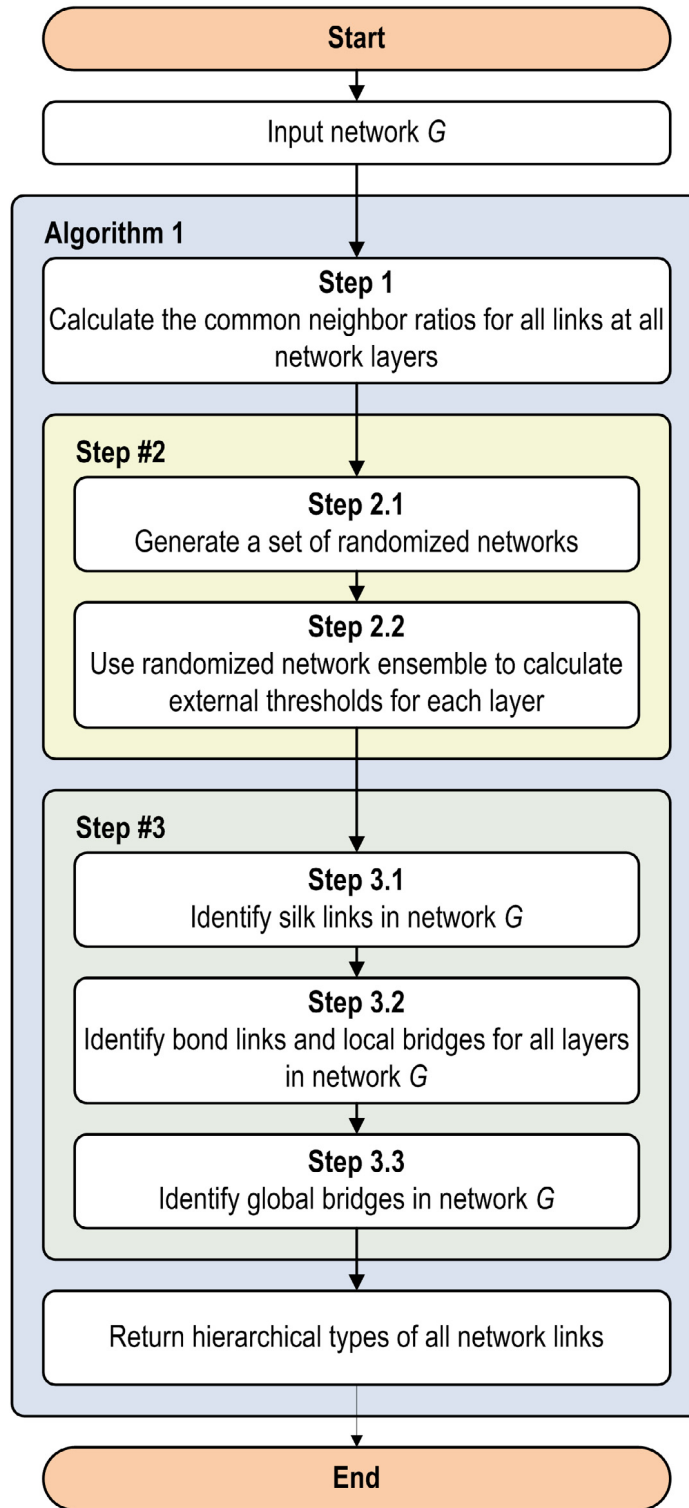 Start
Input network G
Algorithm 1
Step 1
Calculate the common neighbor ratios for all links at all
network layers
Step #2
Step 2.1
Generate a set of randomized networks
Step 2.2
Use randomized network ensemble to calculate
external thresholds for each layer
Step #3
Step 3.1
Identify silk links in network G
Step 3.2
Identify bond links and local bridges for all layers
in network G
Step 3.3
Identify global bridges in network G
Return hierarchical types of all network links
End